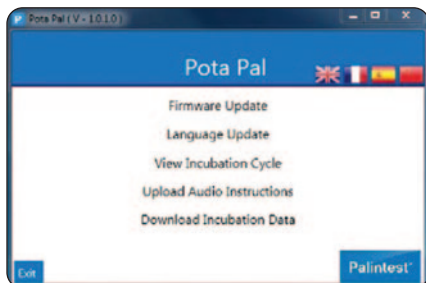 Pota Pal ( V - 1.0.1.0 )
Pota Pal
Firmware Update
Language Update
View Incubation Cycle
Upload Audio Instructions
Download Incubation Data
Exit
Palintest